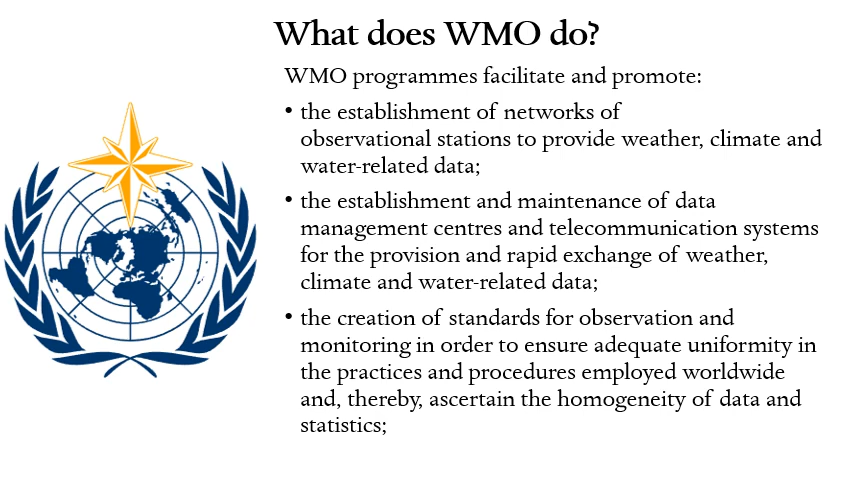 What does WMO do?
WMO programmes facilitate and promote:
• the establishment of networks of
observational stations to provide weather, climate and
water-related data;
• the establishment and maintenance of data
management centres and telecommunication systems
for the provision and rapid exchange of weather,
climate and water-related data;
• the creation of standards for observation and
monitoring in order to ensure adequate uniformity in
the practices and procedures employed worldwide
and, thereby, ascertain the homogeneity of data and
statistics;